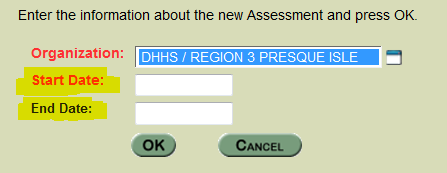 Enter the information about the new Assessment and press OK.
Organization: DHHS / REGION 3 PRESQUE ISLE
Start Date:
End Date:
OK CANCEL